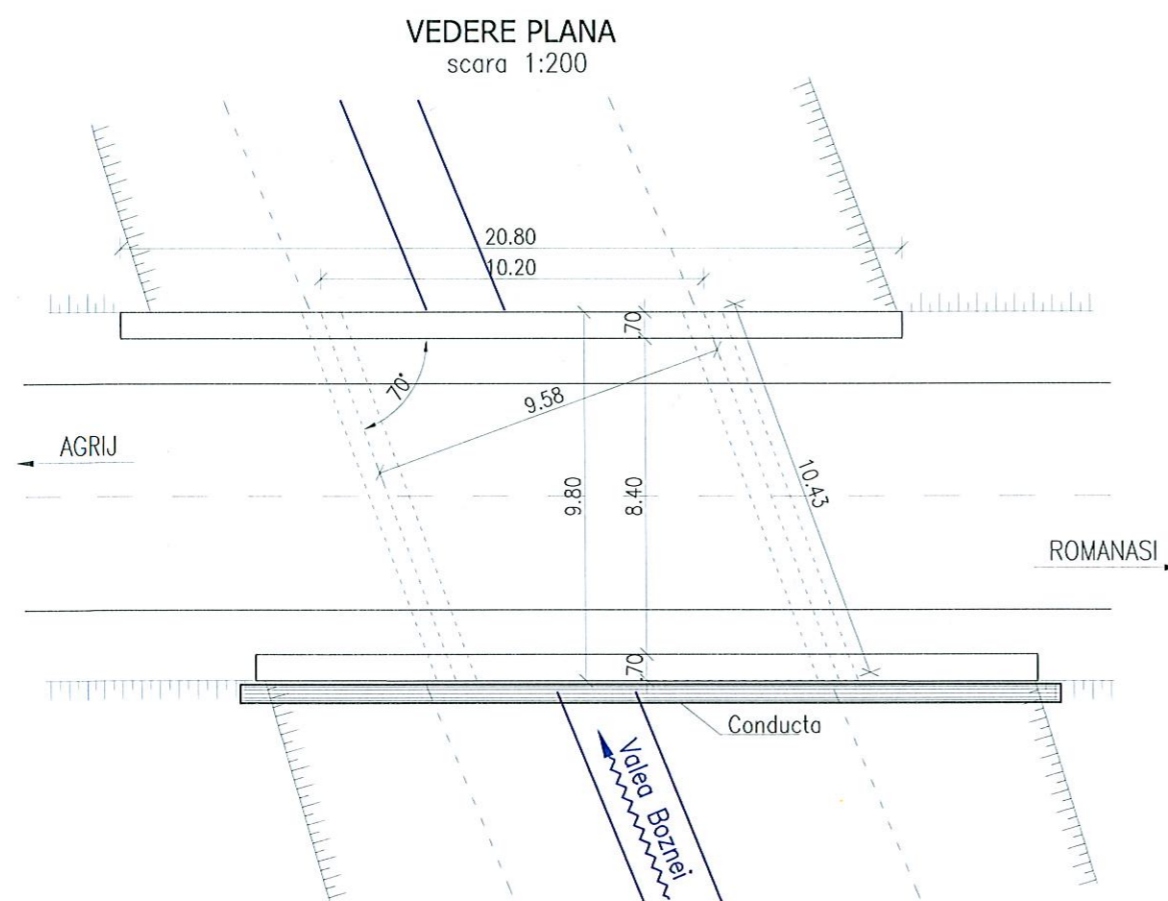 VEDERE PLANA
scara 1:200
20.80
10.20
.70
70°
9.58
AGRIJ
9.80
8.40
10.43
ROMANASI
.70
Conducta
Valea Boznei